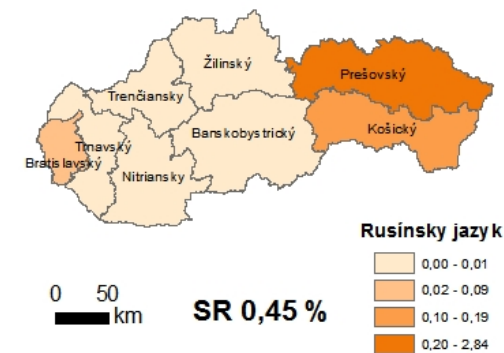 Žilinský
Prešovský
Trenčiansky
Košický
Banskobystrický
Trnavský
Bratislavský
Nitriansky
Rusínsky jazyk
0,00 - 0,01
0,02 - 0,09
0,10 - 0,19
0,20 - 2,84
0 50
km
SR 0,45 %